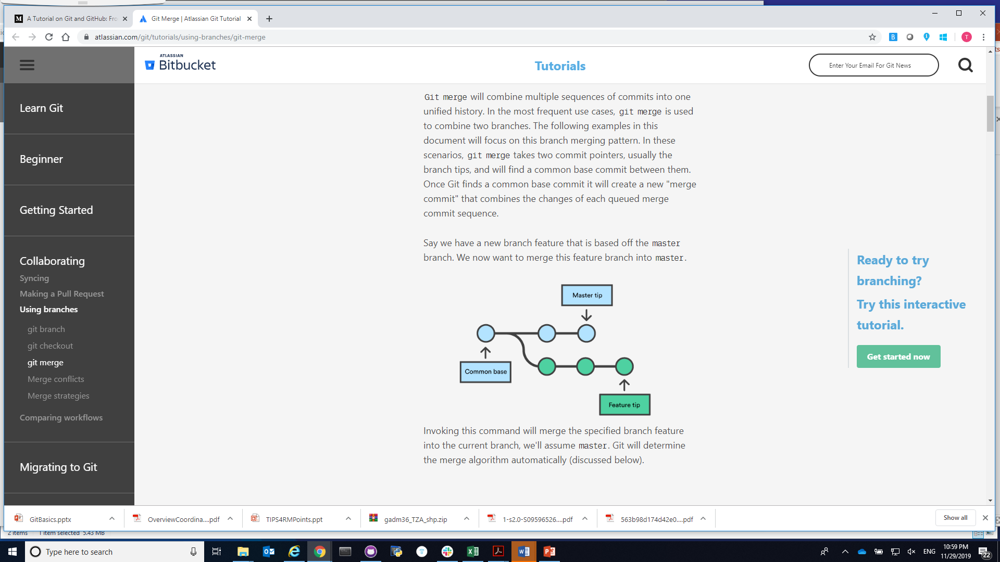 A Tutorial on Git and GitHub: Fro
Git Merge | Atlassian Git Tutorial
atlassian.com/git/tutorials/using-branches/git-merge
B
T
ATLASSIAN
Bitbucket
Tutorials
Enter Your Email For Git News
Learn Git
Beginner
Getting Started
Collaborating
Syncing
Making a Pull Request
Using branches
git branch
git checkout
git merge
Merge conflicts
Merge strategies
Comparing workflows
Migrating to Git
Git merge will combine multiple sequences of commits into one
unified history. In the most frequent use cases, git merge is used
to combine two branches. The following examples in this
document will focus on this branch merging pattern. In these
scenarios, git merge takes two commit pointers, usually the
branch tips, and will find a common base commit between them.
Once Git finds a common base commit it will create a new "merge
commit" that combines the changes of each queued merge
commit sequence.
Say we have a new branch feature that is based off the master
branch. We now want to merge this feature branch into master.
Master tip
Common base
Feature tip
Invoking this command will merge the specified branch feature
into the current branch, we'll assume master. Git will determine
the merge algorithm automatically (discussed below).
Ready to try
branching?
Try this interactive
tutorial.
Get started now
GitBasics.pptx
OverviewCoordina....pdf
TIPS4RMPoints.ppt
gadm36_TZA_shp.zip
1-s2.0-S09596526....pdf
563b98d174d42e0....pdf
Show all
2 items
1 item selected 5.43 MB
Type here to search
ENG
10:59 PM
11/29/2019
22